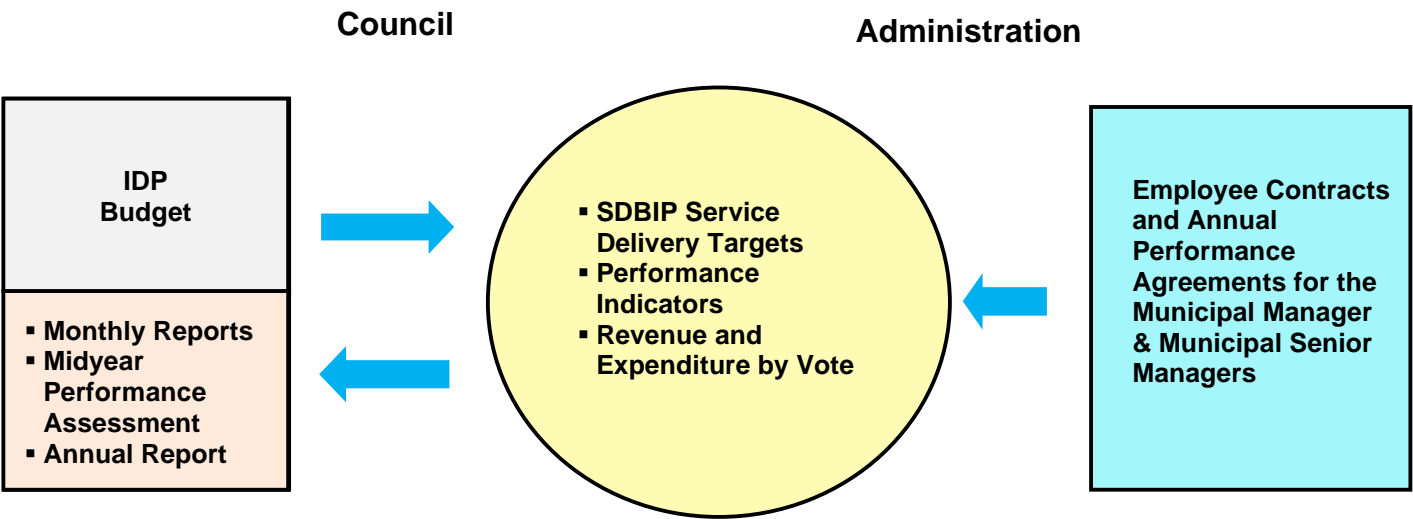 Council
Administration
IDP
Budget
▪ Monthly Reports
▪ Midyear
Performance
Assessment
▪ Annual Report
▪ SDBIP Service
Delivery Targets
▪ Performance
Indicators
▪ Revenue and
Expenditure by Vote
Employee Contracts
and Annual
Performance
Agreements for the
Municipal Manager
& Municipal Senior
Managers